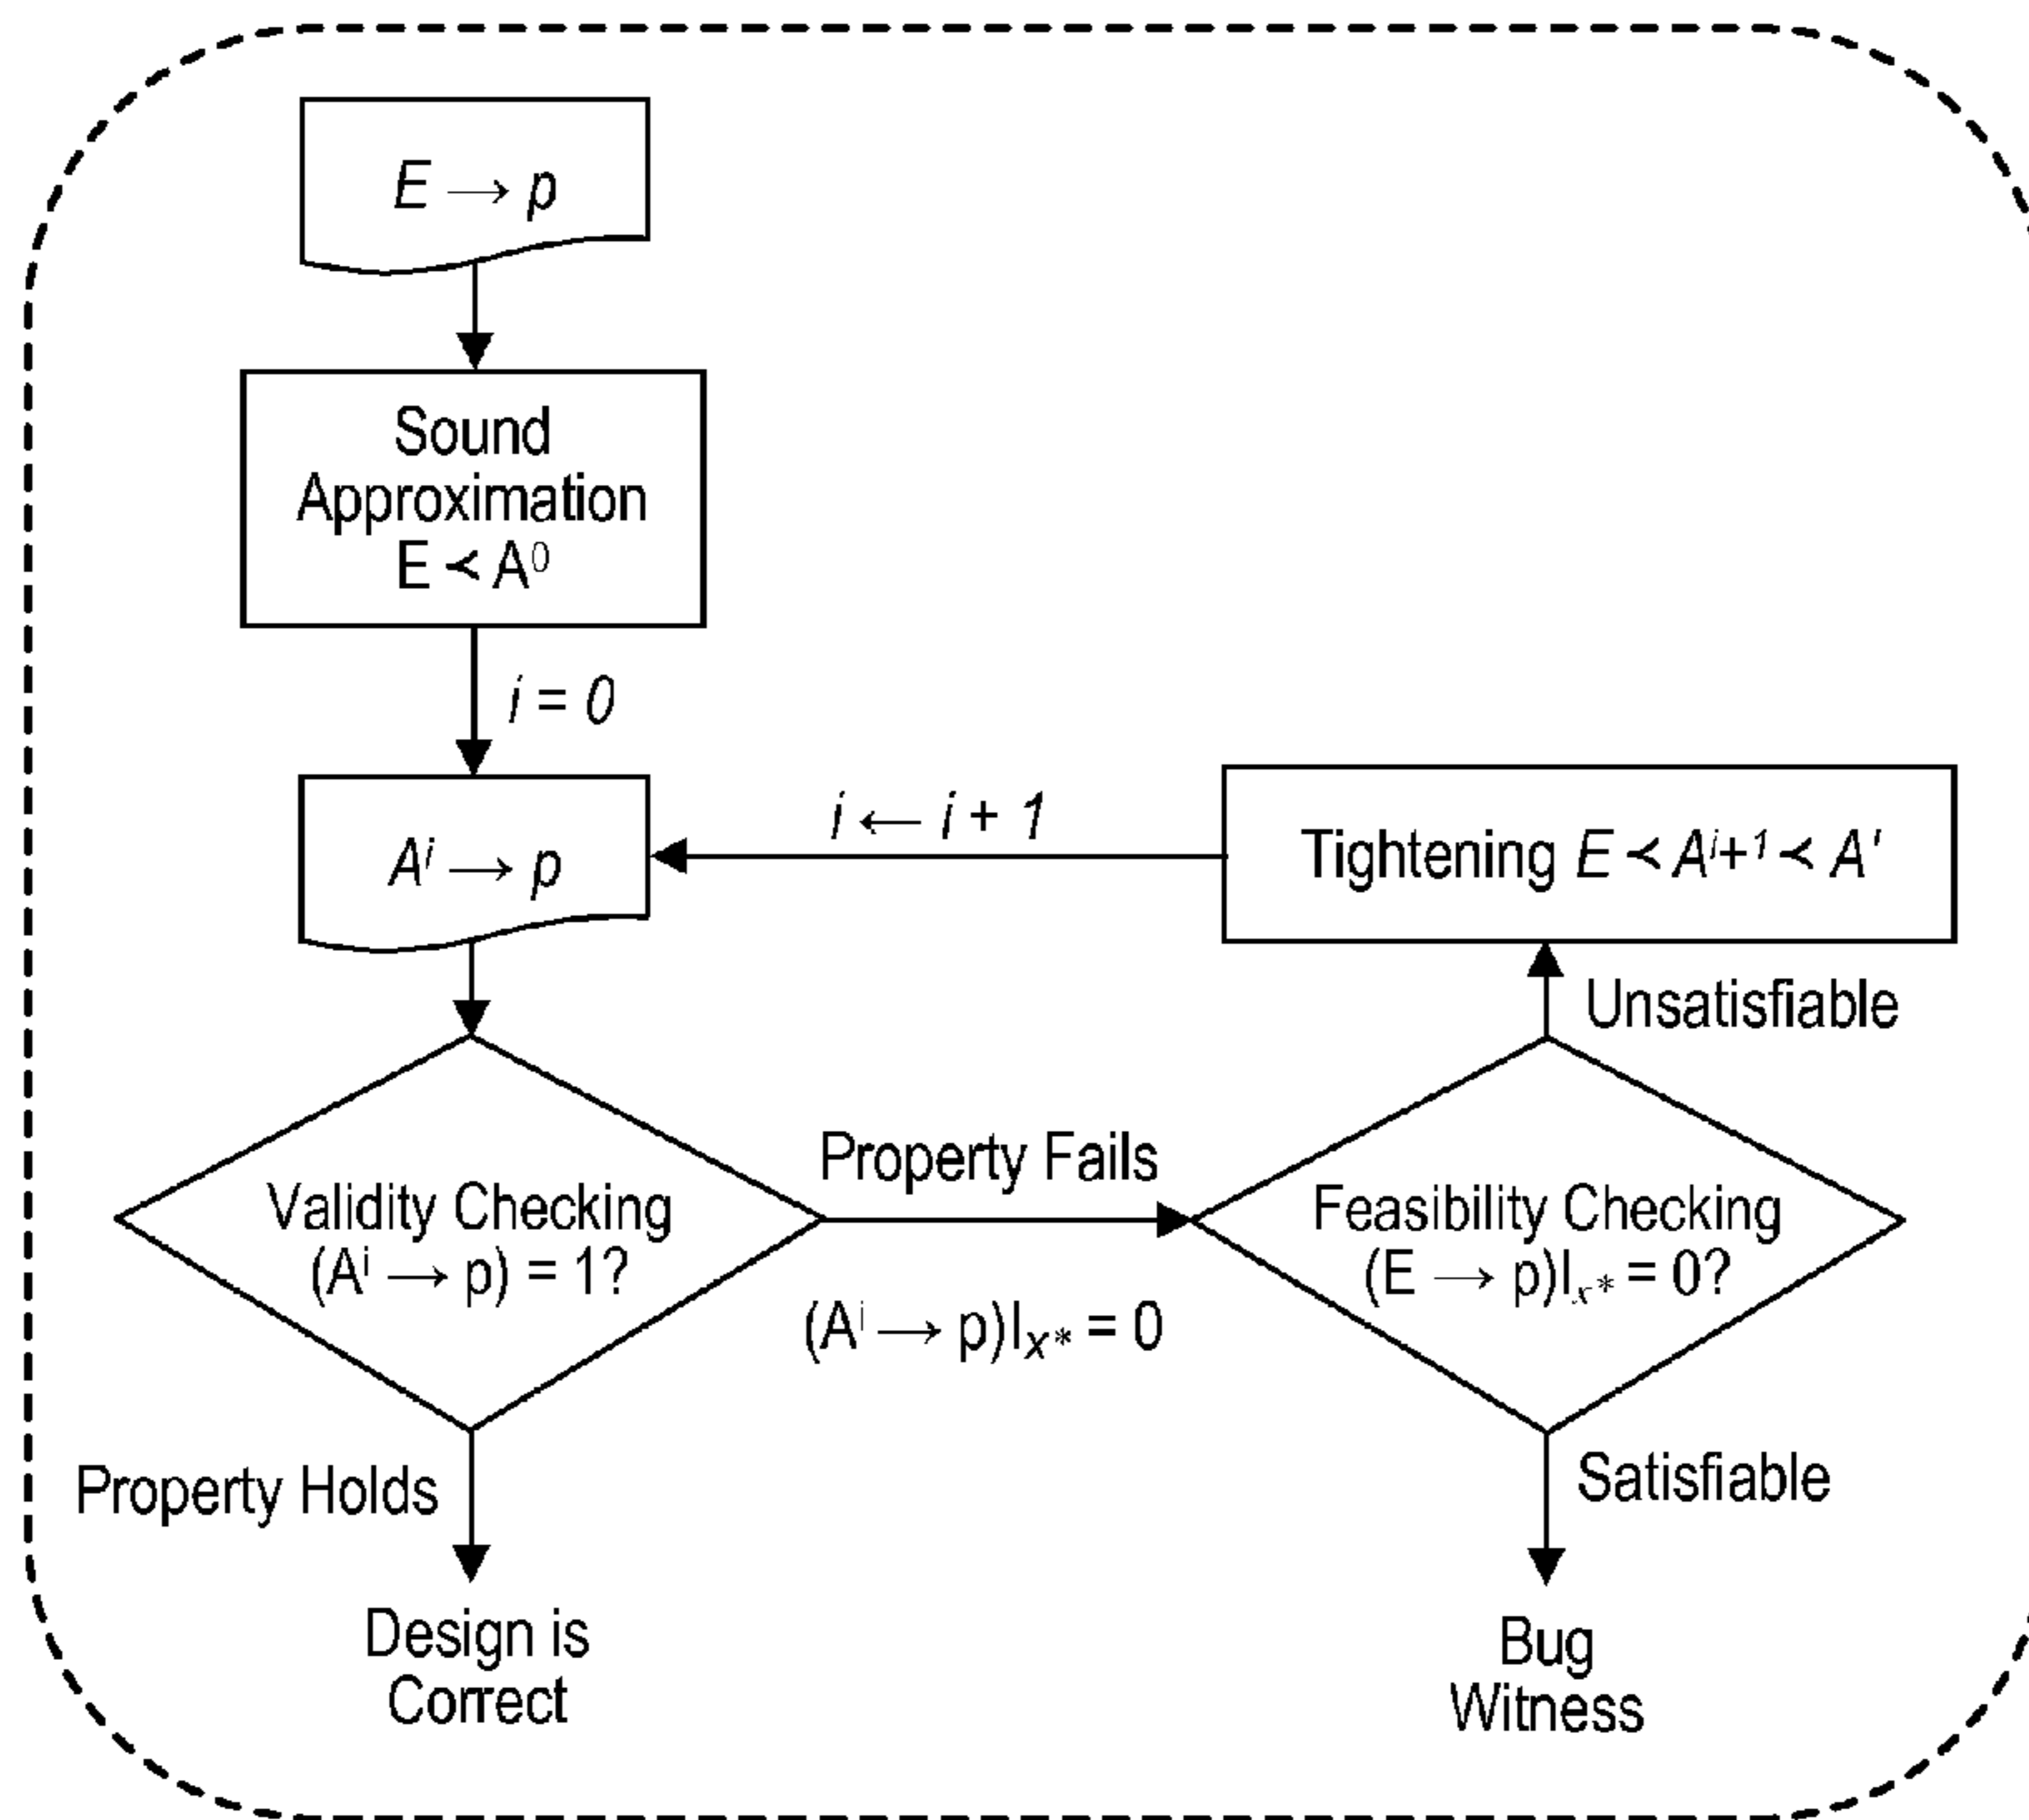 E → p
Sound
Approximation
E ≺ A⁰
i = 0
Aⁱ → p
i ← i + 1
Tightening E ≺ Aⁱ⁺¹ ≺ A'
Unsatisfiable
Validity Checking
(Aⁱ → p) = 1?
Property Fails
(Aⁱ → p)|ₓ* = 0
Feasibility Checking
(E → p)|ₓ* = 0?
Property Holds
Satisfiable
Design is
Correct
Bug
Witness